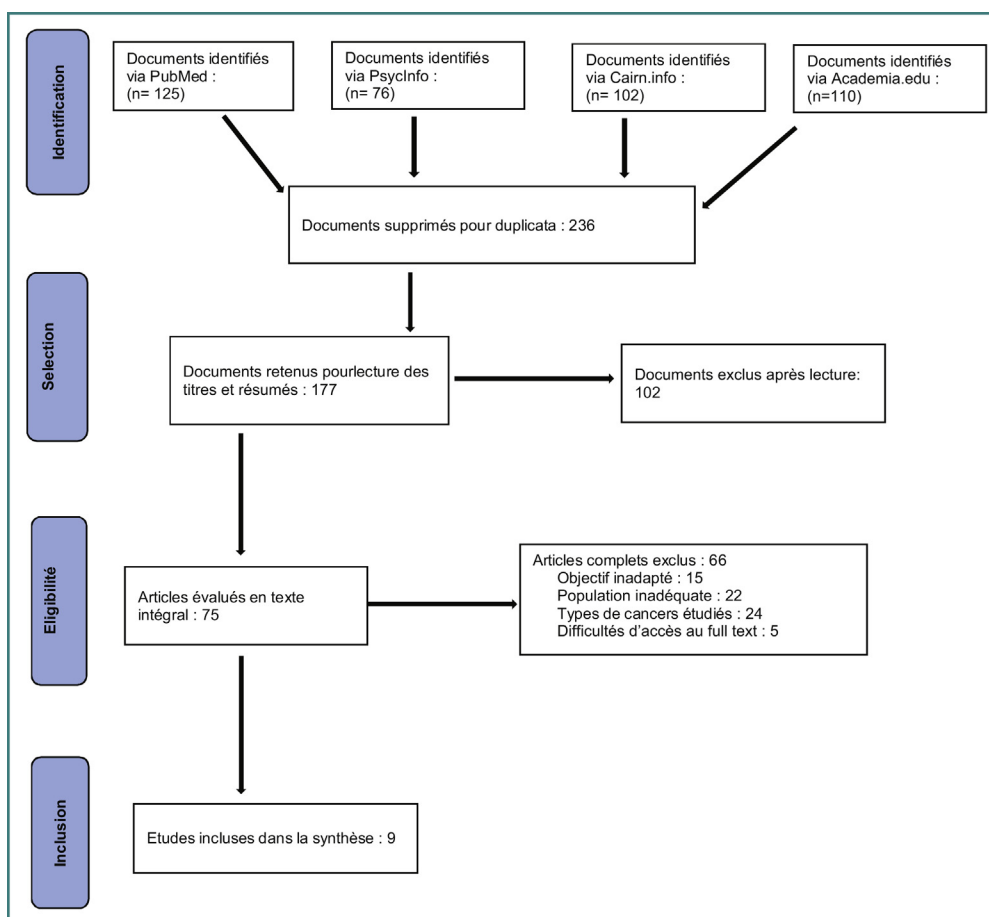 Identification
Documents identifiés
via PubMed :
(n= 125)
Documents identifiés
via PsycInfo :
(n= 76)
Documents identifiés
via Cairn.info :
(n= 102)
Documents identifiés
via Academia.edu :
(n=110)
Documents supprimés pour duplicata : 236
Selection
Documents retenus pourlecture des
titres et résumés : 177
Documents exclus après lecture:
102
Eligibilité
Articles évalués en texte
intégral : 75
Articles complets exclus : 66
Objectif inadapté : 15
Population inadéquate : 22
Types de cancers étudiés : 24
Difficultés d'accès au full text : 5
Inclusion
Etudes incluses dans la synthèse : 9